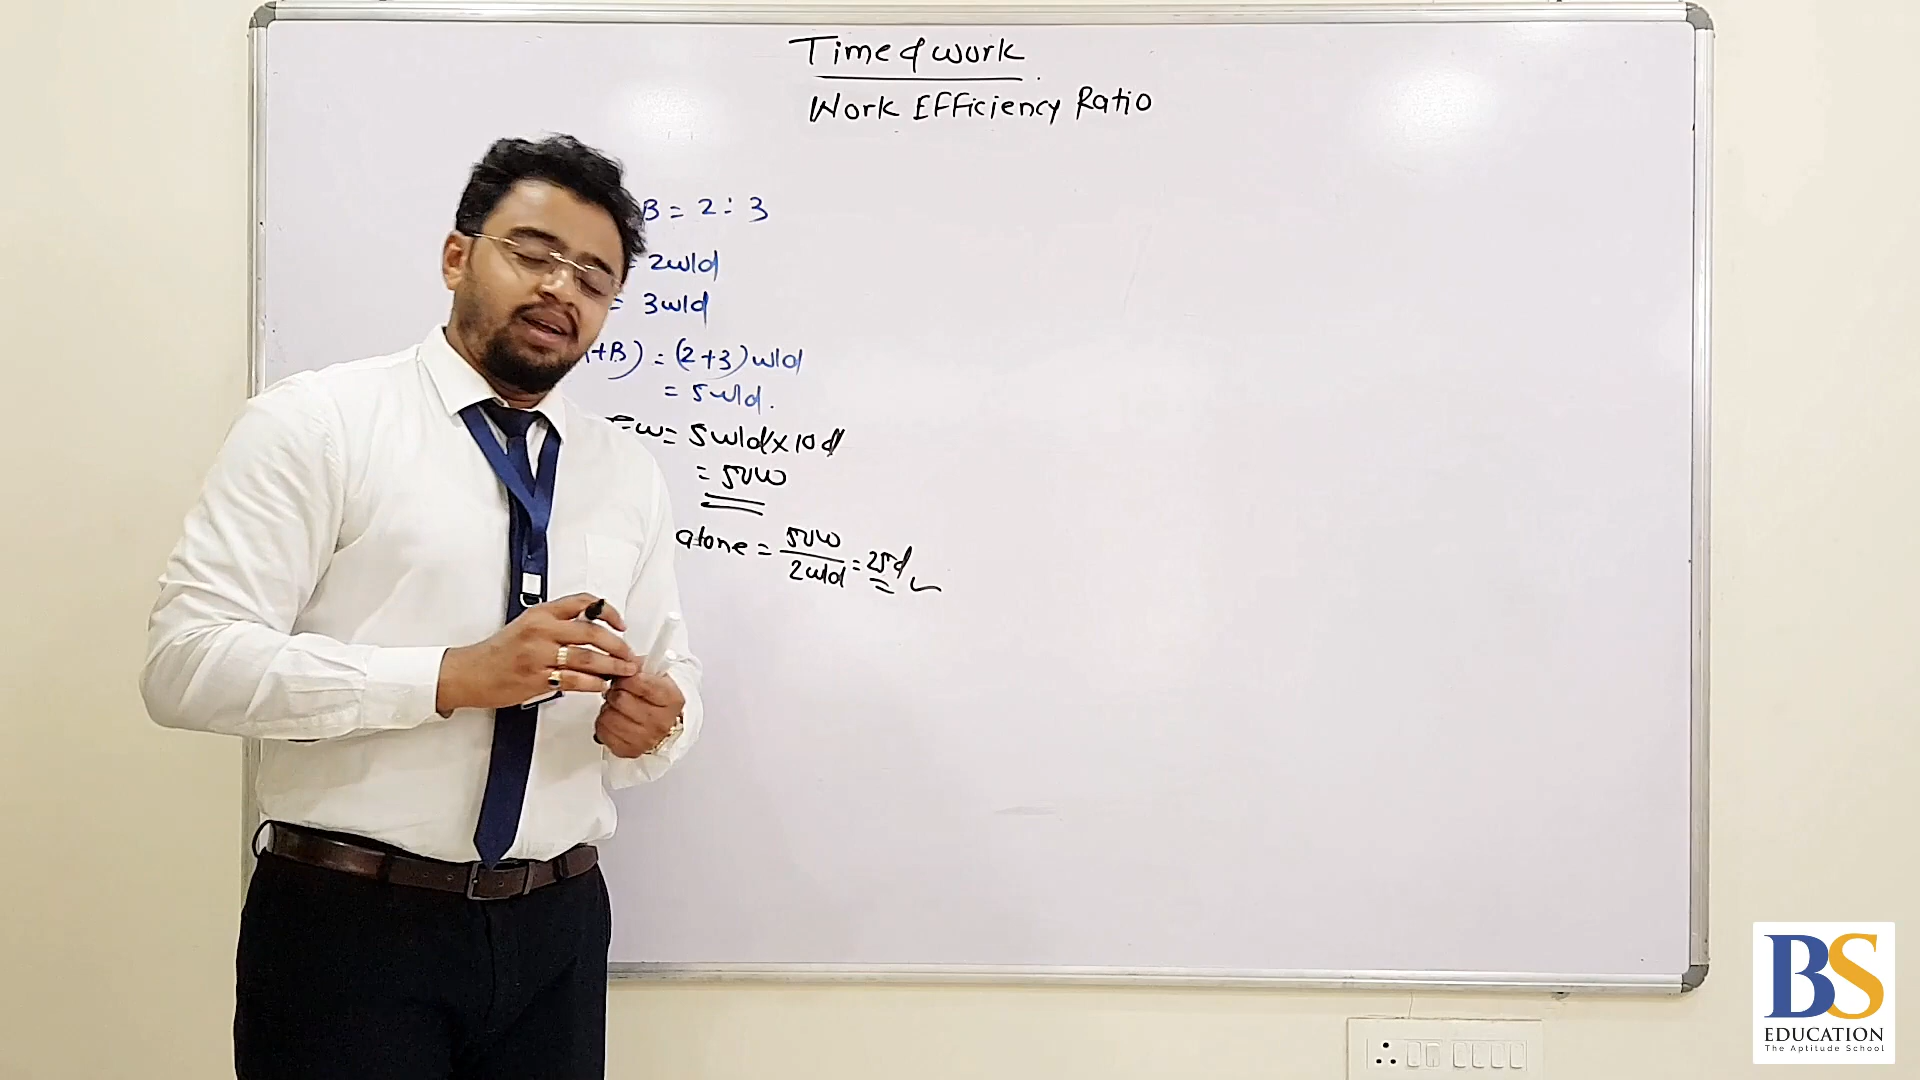 Time & work
Work Efficiency Ratio
B = 2 : 3
= 2w/d
= 3w/d
+B) = (2+3)w/d
= 5w/d.
w = 5w/d x 10d
= 50w
alone = 50w / 2w/d = 25d
BS
EDUCATION
The Aptitude School